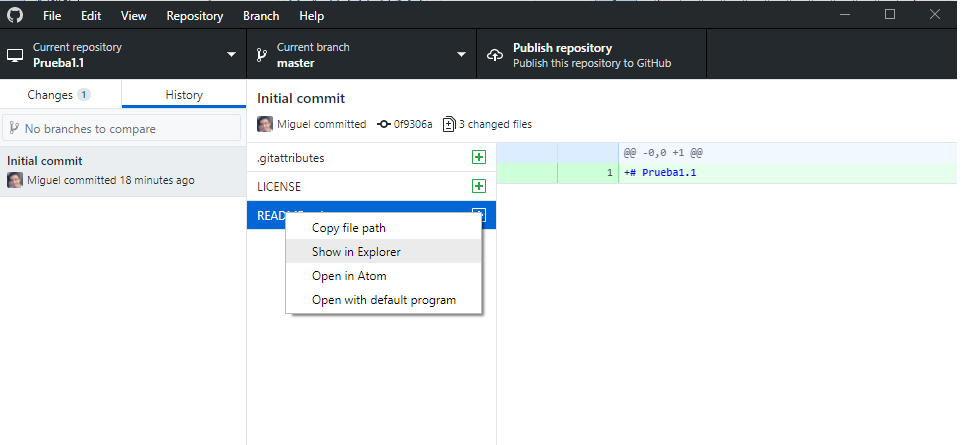 File Edit View Repository Branch Help
Current repository
Prueba1.1
Current branch
master
Publish repository
Publish this repository to GitHub
Changes 1
History
No branches to compare
Initial commit
Miguel committed 18 minutes ago
Initial commit
Miguel committed 0f9306a 3 changed files
.gitattributes
LICENSE
Copy file path
Show in Explorer
Open in Atom
Open with default program
@@ -0,0 +1 @@
1 +# Prueba1.1